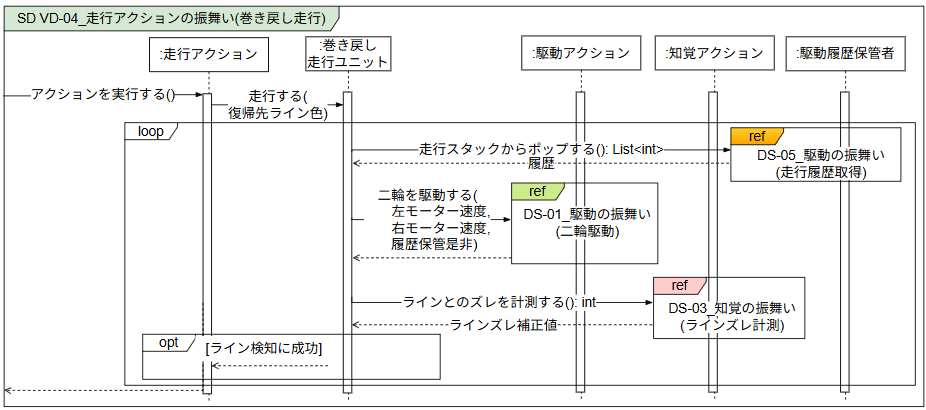 SD VD-04_走行アクションの振舞い(巻き戻し走行)
:走行アクション
:巻き戻し
走行ユニット
:駆動アクション
:知覚アクション
:駆動履歴保管者
アクションを実行する()
走行する(
復帰先ライン色)
loop
走行スタックからポップする(): List<int>
履歴
ref
DS-05_駆動の振舞い
(走行履歴取得)
二輪を駆動する(
左モーター速度,
右モーター速度,
履歴保管是非)
ref
DS-01_駆動の振舞い
(二輪駆動)
ラインとのズレを計測する(): int
ラインズレ補正値
ref
DS-03_知覚の振舞い
(ラインズレ計測)
opt
[ライン検知に成功]